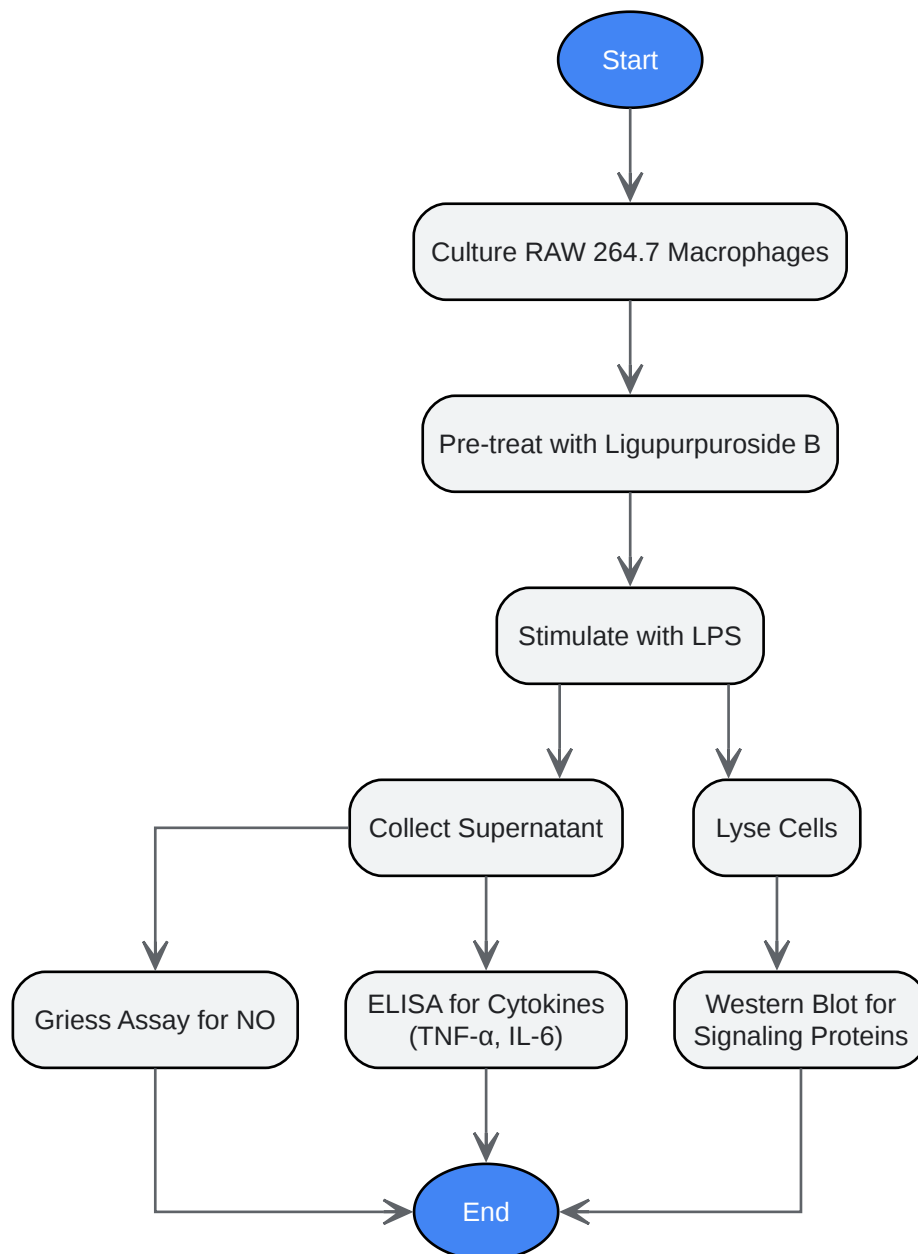 Start
Culture RAW 264.7 Macrophages
Pre-treat with Ligupurpuroside B
Stimulate with LPS
Collect Supernatant
Lyse Cells
Griess Assay for NO
ELISA for Cytokines
(TNF-α, IL-6)
Western Blot for
Signaling Proteins
End